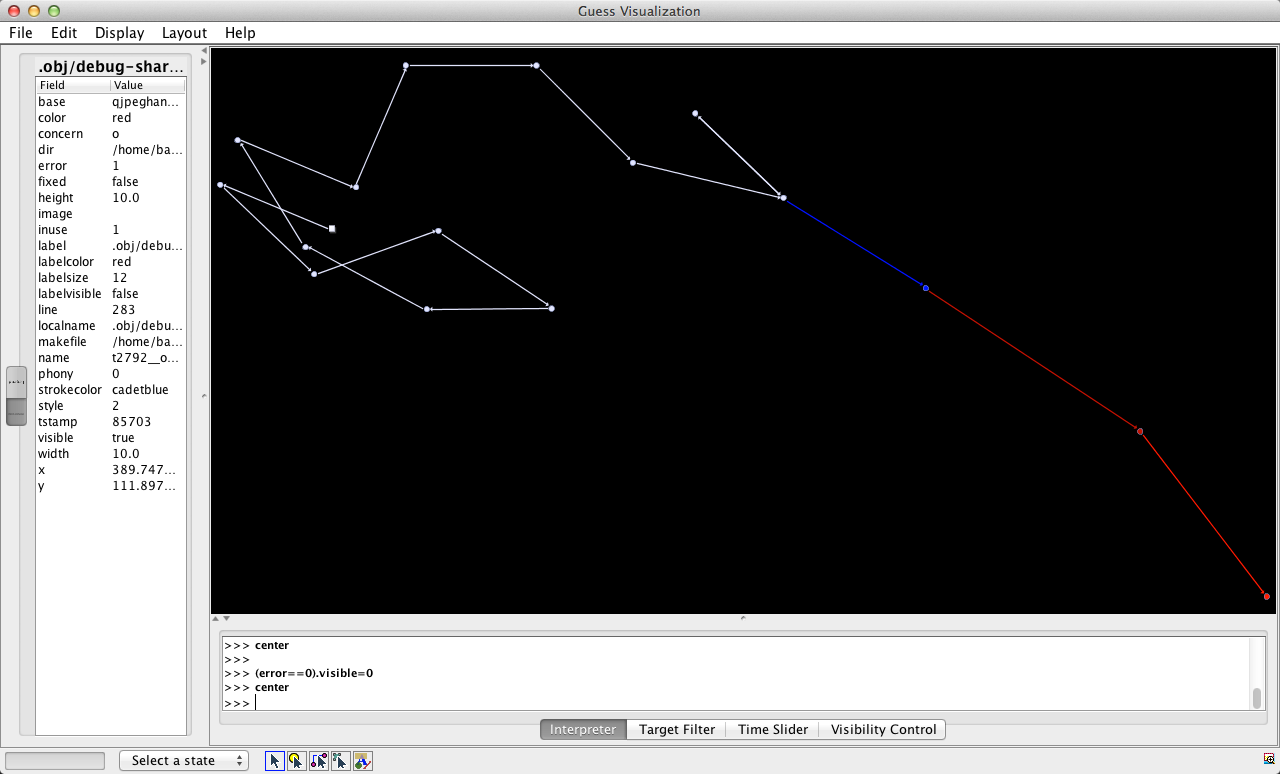 Guess Visualization
File Edit Display Layout Help
.obj/debug-shar...
Field Value
base qjpeghan...
color red
concern o
dir /home/ba...
error 1
fixed false
height 10.0
image
inuse 1
label .obj/debu...
labelcolor red
labelsize 12
labelvisible false
line 283
localname .obj/debu...
makefile /home/ba...
name t2792__o...
phony 0
strokecolor cadetblue
style 2
tstamp 85703
visible true
width 10.0
x 389.747...
y 111.897...
>>> center
>>>
>>> (error==0).visible=0
>>> center
>>>
Interpreter Target Filter Time Slider Visibility Control
Select a state